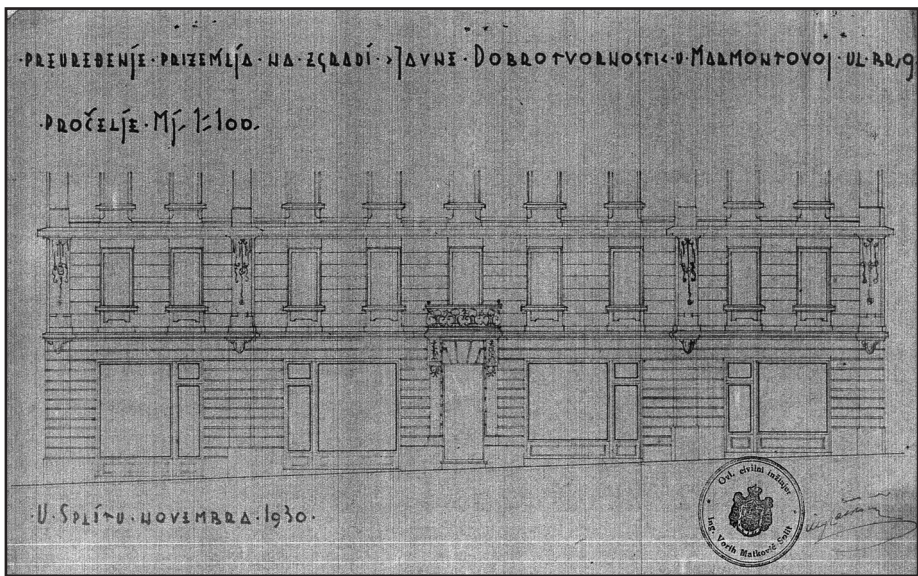 ·PREUREĐENJE·PRIZEMLJA·NA·ZGRADI·›JAVNE·DOBROTVORNOSTI‹·U·MARMONTOVOJ·UL·BR,9
·PROČELJE·Mj. 1:100.
·U·SPLITU·NOVEMBRA·1930·
Ovl. civilni inžinjer
Ing. Vorih Matković Split